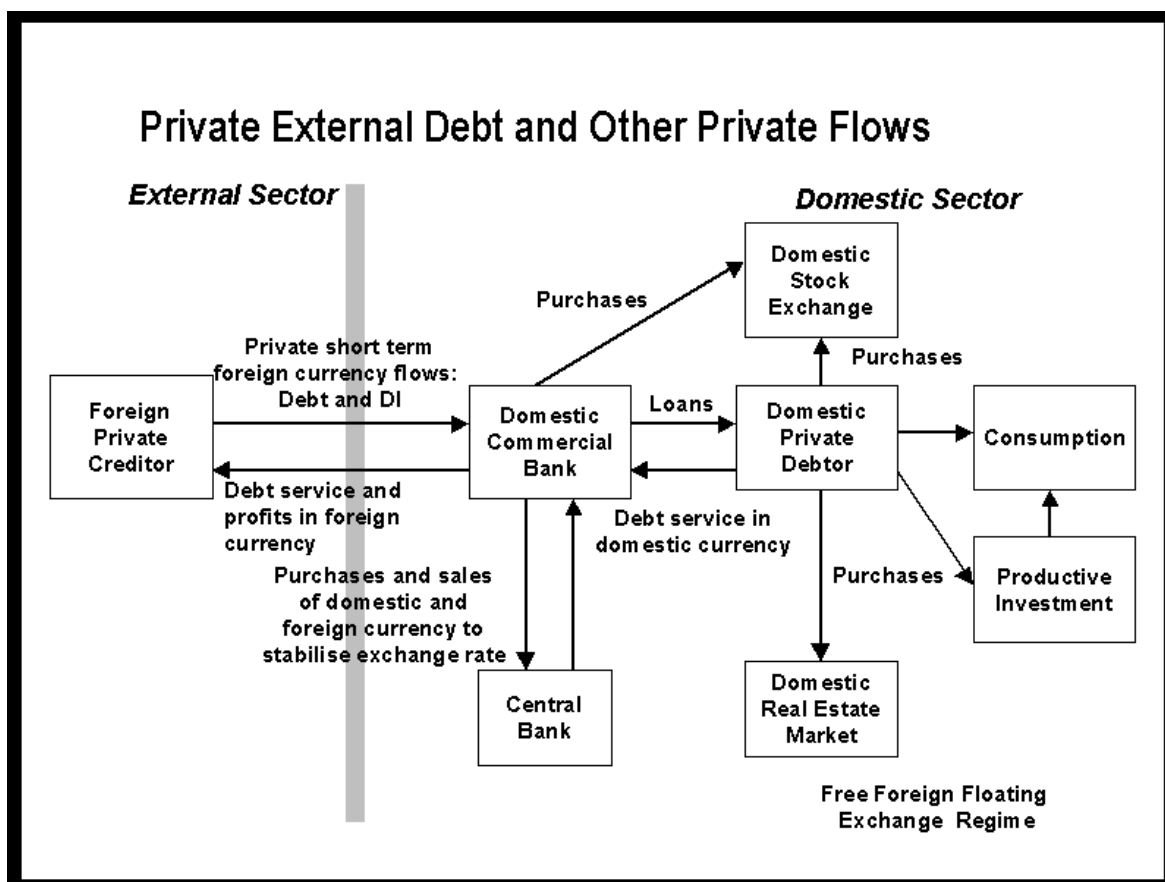 Private External Debt and Other Private Flows
External Sector
Domestic Sector
Domestic
Stock
Exchange
Purchases
Private short term
foreign currency flows:
Debt and DI
Purchases
Foreign
Private
Creditor
Domestic
Commercial
Bank
Loans
Domestic
Private
Debtor
Consumption
Debt service and
profits in foreign
currency
Debt service in
domestic currency
Purchases and sales
of domestic and
foreign currency to
stabilise exchange rate
Purchases
Productive
Investment
Central
Bank
Domestic
Real Estate
Market
Free Foreign Floating
Exchange Regime